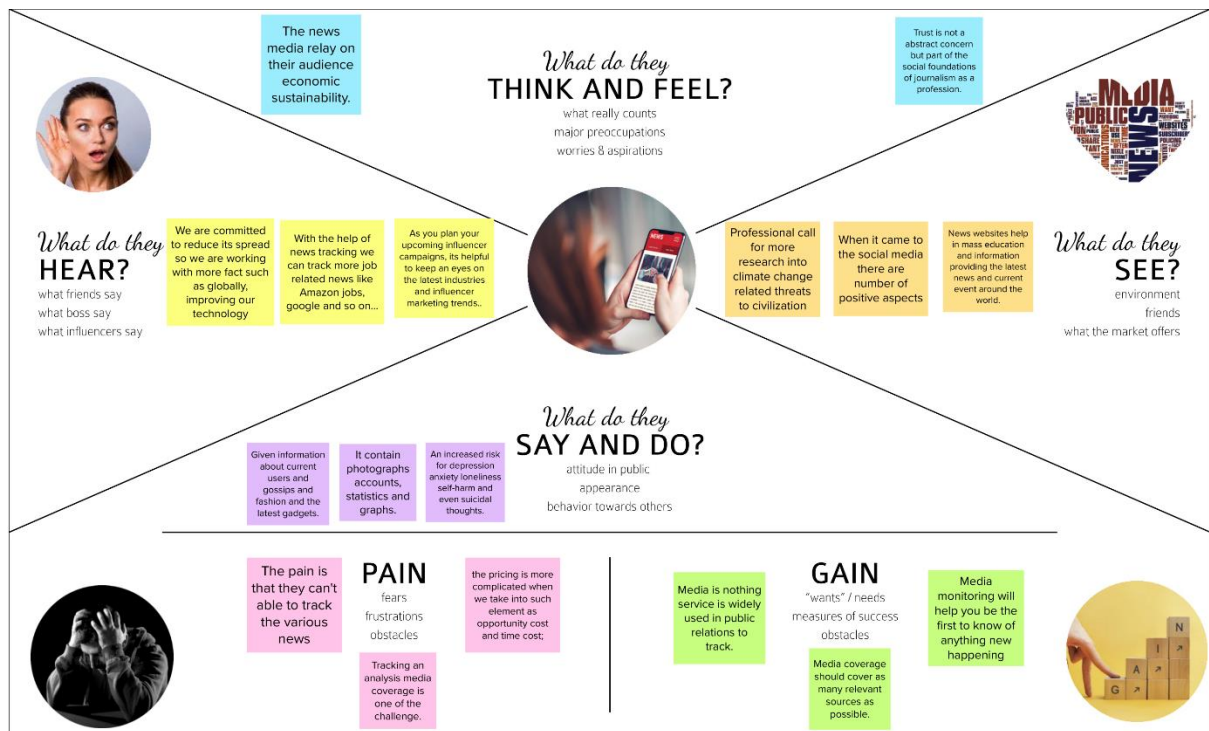 The news
media relay on
their audience
economic
sustainability.
What do they
THINK AND FEEL?
what really counts
major preoccupations
worries & aspirations
Trust is not a
abstract concern
but part of the
social foundations
of journalism as a
profession.
MEDIA
PUBLIC
NEWS
WEBSITES
SUBSCRIBER
POLICING
SHARE
What do they
HEAR?
what friends say
what boss say
what influencers say
We are committed
to reduce its spread
so we are working
with more fact such
as globally,
improving our
technology
With the help of
news tracking we
can track more job
related news like
Amazon jobs,
google and so on...
As you plan your
upcoming influencer
campaigns, its helpful
to keep an eyes on
the latest industries
and influencer
marketing trends..
NEWS
Professional call
for more
research into
climate change
related threats
to civilization
When it came to
the social media
there are
number of
positive aspects
News websites help
in mass education
and information
providing the latest
news and current
event around the
world.
What do they
SEE?
environment
friends
what the market offers
What do they
SAY AND DO?
attitude in public
appearance
behavior towards others
Given information
about current
users and
gossips and
fashion and the
latest gadgets.
It contain
photographs
accounts,
statistics and
graphs.
An increased risk
for depression
anxiety loneliness
self-harm and
even suicidal
thoughts.
The pain is
that they can't
able to track
the various
news
PAIN
fears
frustrations
obstacles
the pricing is more
complicated when
we take into such
element as
opportunity cost
and time cost;
Tracking an
analysis media
coverage is
one of the
challenge.
Media is nothing
service is widely
used in public
relations to
track.
GAIN
"wants" / needs
measures of success
obstacles
Media coverage
should cover as
many relevant
sources as
possible.
Media
monitoring will
help you be the
first to know of
anything new
happening
N
I
A
G